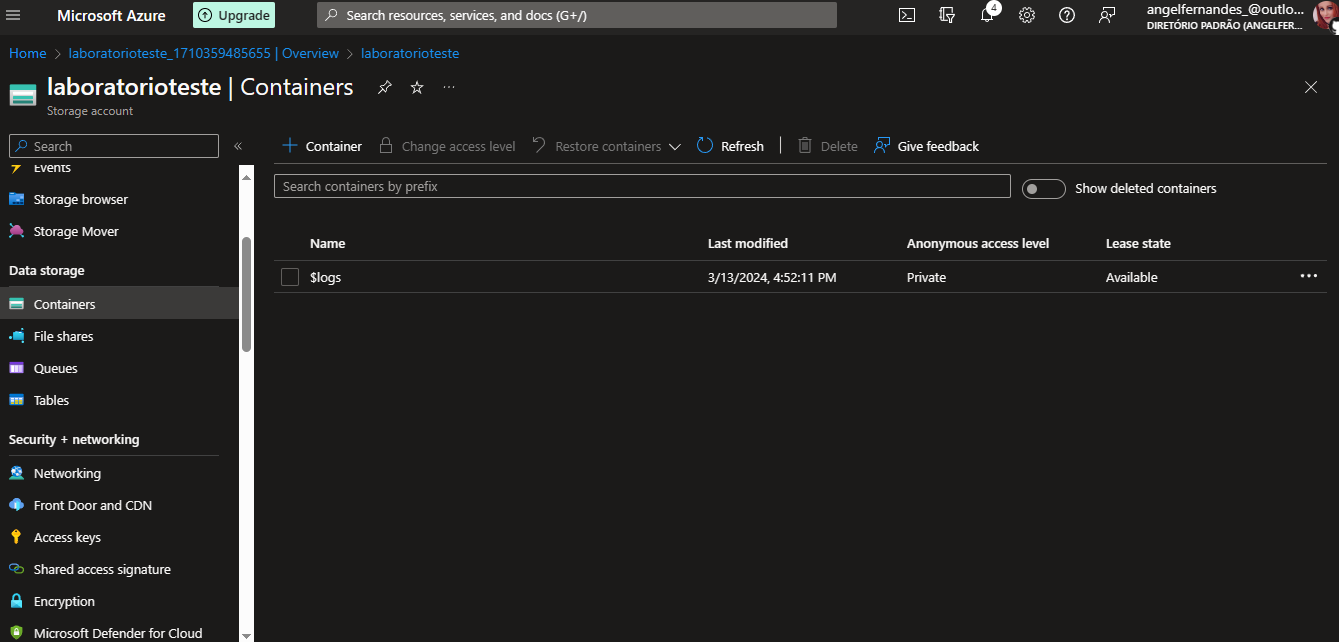 Microsoft Azure
Upgrade
Search resources, services, and docs (G+/)
4
angelfernandes_@outlo...
DIRETÓRIO PADRÃO (ANGELFER...
Home > laboratorioteste_1710359485655 | Overview > laboratorioteste
laboratorioteste | Containers
Storage account
Search
Events
Storage browser
Storage Mover
Data storage
Containers
File shares
Queues
Tables
Security + networking
Networking
Front Door and CDN
Access keys
Shared access signature
Encryption
Microsoft Defender for Cloud
Container
Change access level
Restore containers
Refresh
Delete
Give feedback
Search containers by prefix
Show deleted containers
Name Last modified Anonymous access level Lease state
$logs 3/13/2024, 4:52:11 PM Private Available